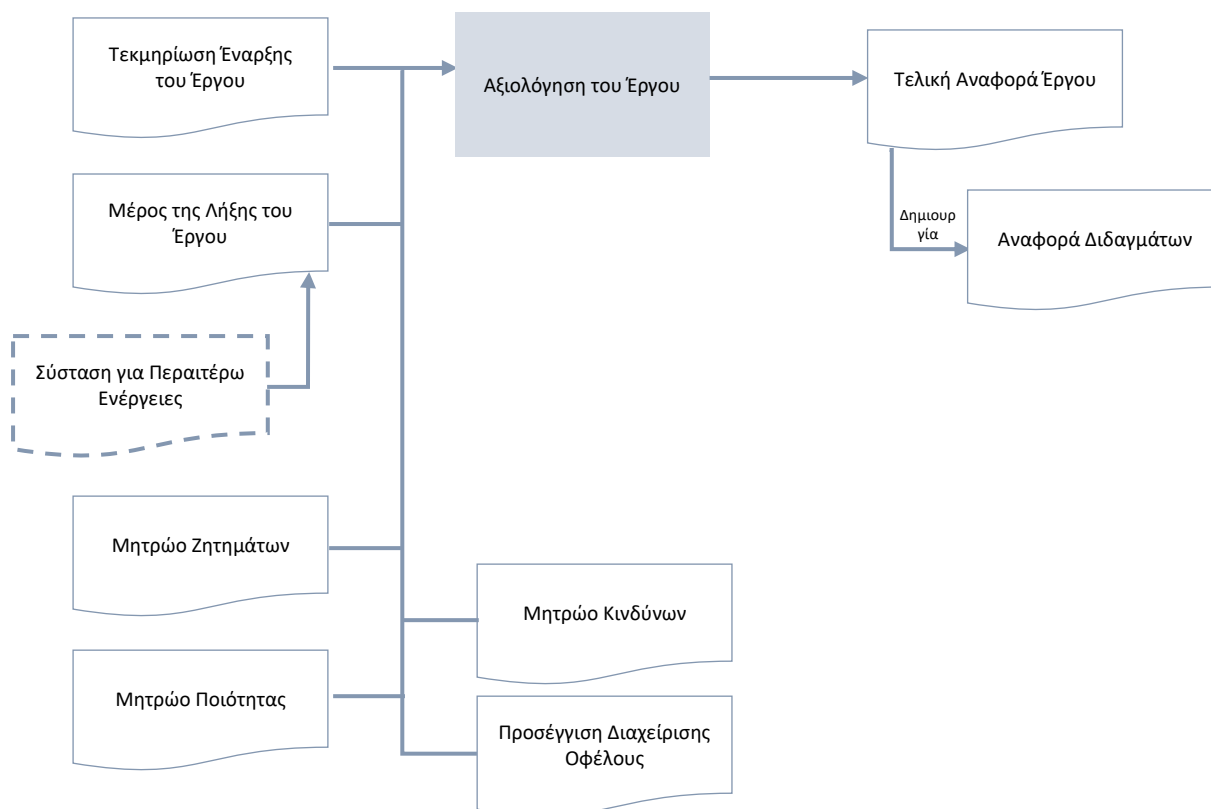 Τεκμηρίωση Έναρξης
του Έργου
Αξιολόγηση του Έργου
Τελική Αναφορά Έργου
Μέρος της Λήξης του
Έργου
Δημιουρ
γία
Αναφορά Διδαγμάτων
Σύσταση για Περαιτέρω
Ενέργειες
Μητρώο Ζητημάτων
Μητρώο Κινδύνων
Μητρώο Ποιότητας
Προσέγγιση Διαχείρισης
Οφέλους